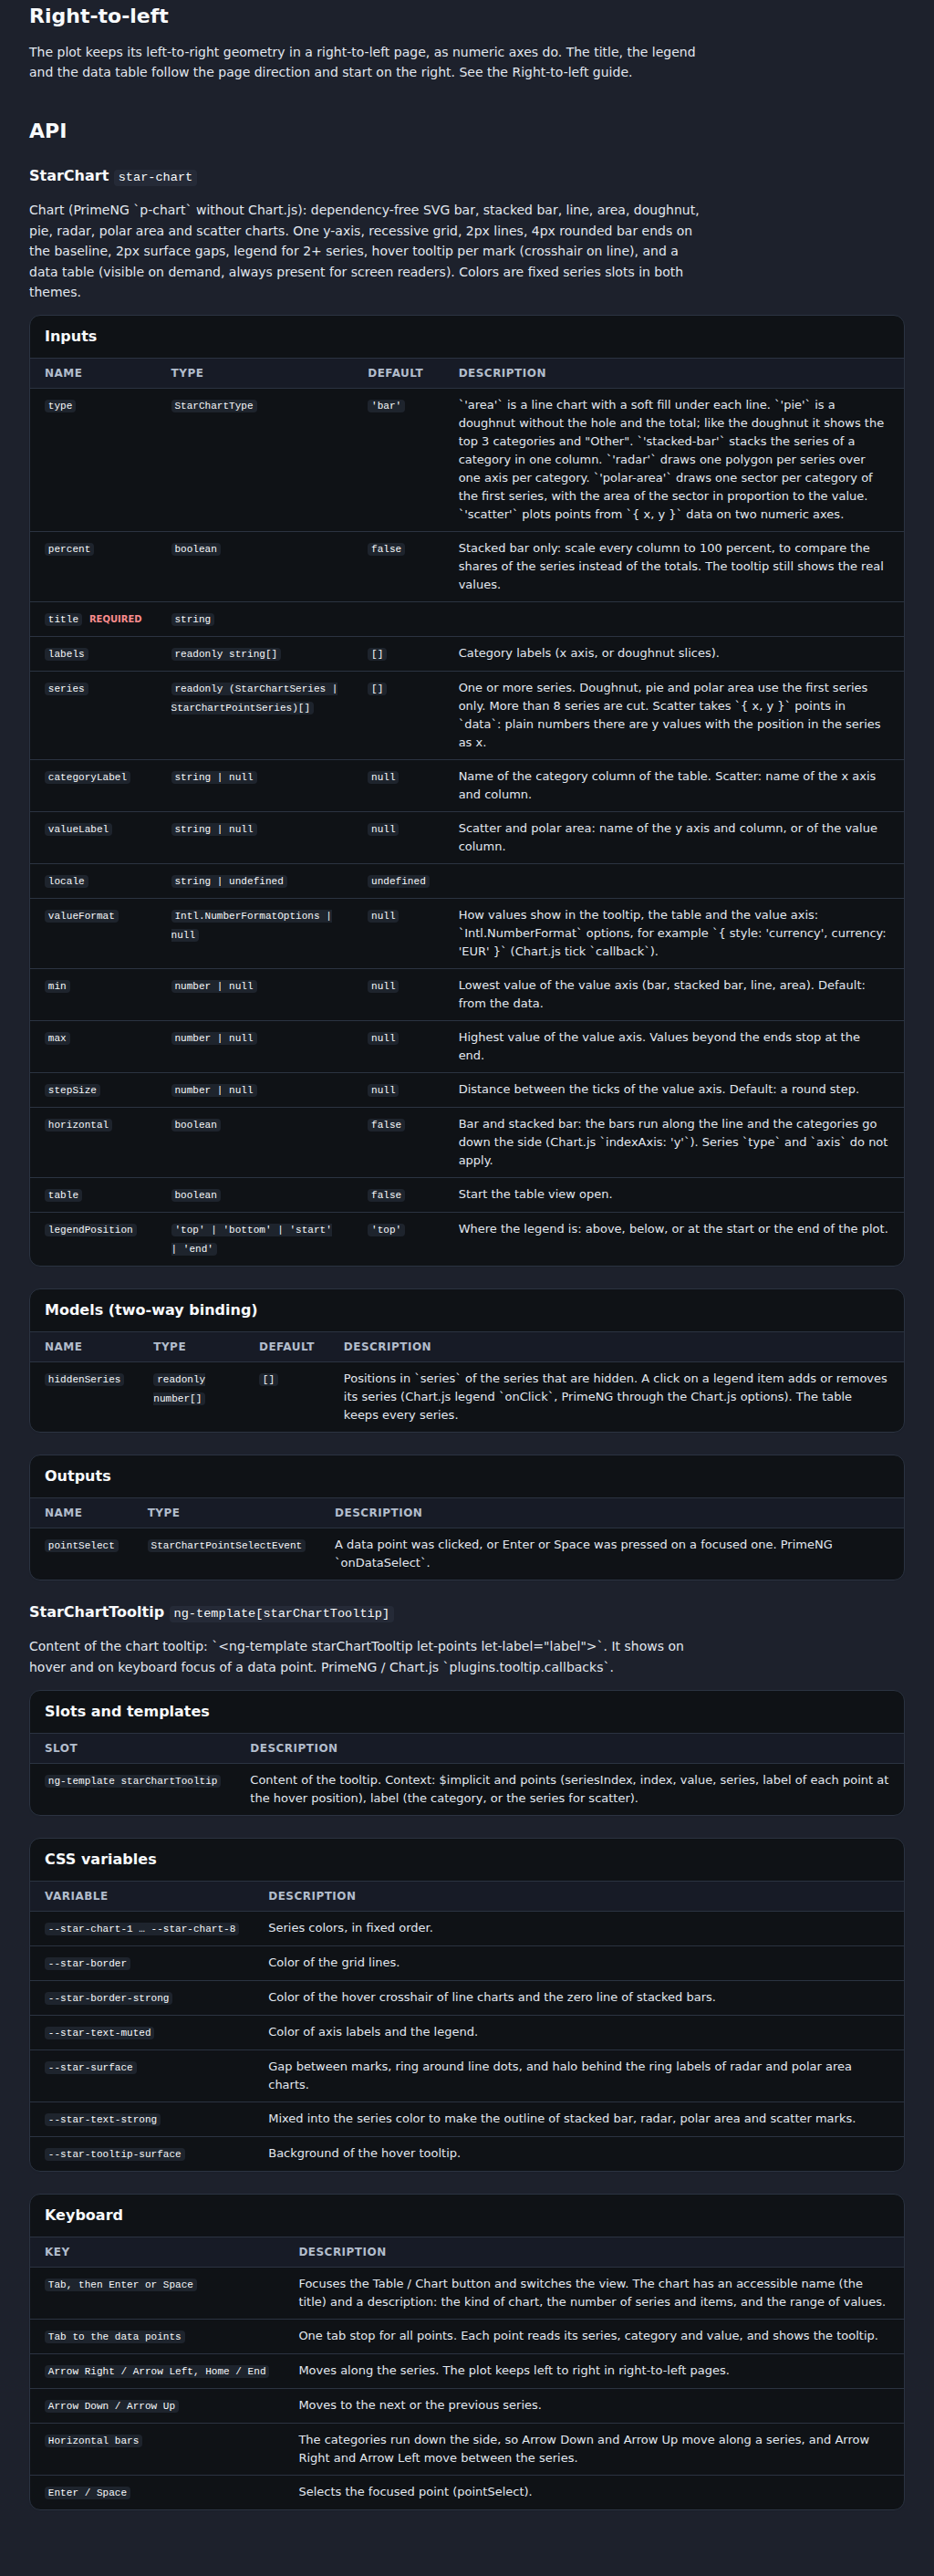 Right-to-left
The plot keeps its left-to-right geometry in a right-to-left page, as numeric axes do. The title, the legend
and the data table follow the page direction and start on the right. See the Right-to-left guide.
API
StarChart star-chart
Chart (PrimeNG `p-chart` without Chart.js): dependency-free SVG bar, stacked bar, line, area, doughnut,
pie, radar, polar area and scatter charts. One y-axis, recessive grid, 2px lines, 4px rounded bar ends on
the baseline, 2px surface gaps, legend for 2+ series, hover tooltip per mark (crosshair on line), and a
data table (visible on demand, always present for screen readers). Colors are fixed series slots in both
themes.
Inputs
NAME TYPE DEFAULT DESCRIPTION
type StarChartType 'bar' `'area'` is a line chart with a soft fill under each line. `'pie'` is a
doughnut without the hole and the total; like the doughnut it shows the
top 3 categories and "Other". `'stacked-bar'` stacks the series of a
category in one column. `'radar'` draws one polygon per series over
one axis per category. `'polar-area'` draws one sector per category of
the first series, with the area of the sector in proportion to the value.
`'scatter'` plots points from `{ x, y }` data on two numeric axes.
percent boolean false Stacked bar only: scale every column to 100 percent, to compare the
shares of the series instead of the totals. The tooltip still shows the real
values.
title REQUIRED string
labels readonly string[] [] Category labels (x axis, or doughnut slices).
series readonly (StarChartSeries | [] One or more series. Doughnut, pie and polar area use the first series
StarChartPointSeries)[] only. More than 8 series are cut. Scatter takes `{ x, y }` points in
`data`: plain numbers there are y values with the position in the series
as x.
categoryLabel string | null null Name of the category column of the table. Scatter: name of the x axis
and column.
valueLabel string | null null Scatter and polar area: name of the y axis and column, or of the value
column.
locale string | undefined undefined
valueFormat Intl.NumberFormatOptions | null How values show in the tooltip, the table and the value axis:
null `Intl.NumberFormat` options, for example `{ style: 'currency', currency:
'EUR' }` (Chart.js tick `callback`).
min number | null null Lowest value of the value axis (bar, stacked bar, line, area). Default:
from the data.
max number | null null Highest value of the value axis. Values beyond the ends stop at the
end.
stepSize number | null null Distance between the ticks of the value axis. Default: a round step.
horizontal boolean false Bar and stacked bar: the bars run along the line and the categories go
down the side (Chart.js `indexAxis: 'y'`). Series `type` and `axis` do not
apply.
table boolean false Start the table view open.
legendPosition 'top' | 'bottom' | 'start' 'top' Where the legend is: above, below, or at the start or the end of the plot.
| 'end'
Models (two-way binding)
NAME TYPE DEFAULT DESCRIPTION
hiddenSeries readonly [] Positions in `series` of the series that are hidden. A click on a legend item adds or removes
number[] its series (Chart.js legend `onClick`, PrimeNG through the Chart.js options). The table
keeps every series.
Outputs
NAME TYPE DESCRIPTION
pointSelect StarChartPointSelectEvent A data point was clicked, or Enter or Space was pressed on a focused one. PrimeNG
`onDataSelect`.
StarChartTooltip ng-template[starChartTooltip]
Content of the chart tooltip: `<ng-template starChartTooltip let-points let-label="label">`. It shows on
hover and on keyboard focus of a data point. PrimeNG / Chart.js `plugins.tooltip.callbacks`.
Slots and templates
SLOT DESCRIPTION
ng-template starChartTooltip Content of the tooltip. Context: $implicit and points (seriesIndex, index, value, series, label of each point at
the hover position), label (the category, or the series for scatter).
CSS variables
VARIABLE DESCRIPTION
--star-chart-1 … --star-chart-8 Series colors, in fixed order.
--star-border Color of the grid lines.
--star-border-strong Color of the hover crosshair of line charts and the zero line of stacked bars.
--star-text-muted Color of axis labels and the legend.
--star-surface Gap between marks, ring around line dots, and halo behind the ring labels of radar and polar area
charts.
--star-text-strong Mixed into the series color to make the outline of stacked bar, radar, polar area and scatter marks.
--star-tooltip-surface Background of the hover tooltip.
Keyboard
KEY DESCRIPTION
Tab, then Enter or Space Focuses the Table / Chart button and switches the view. The chart has an accessible name (the
title) and a description: the kind of chart, the number of series and items, and the range of values.
Tab to the data points One tab stop for all points. Each point reads its series, category and value, and shows the tooltip.
Arrow Right / Arrow Left, Home / End Moves along the series. The plot keeps left to right in right-to-left pages.
Arrow Down / Arrow Up Moves to the next or the previous series.
Horizontal bars The categories run down the side, so Arrow Down and Arrow Up move along a series, and Arrow
Right and Arrow Left move between the series.
Enter / Space Selects the focused point (pointSelect).